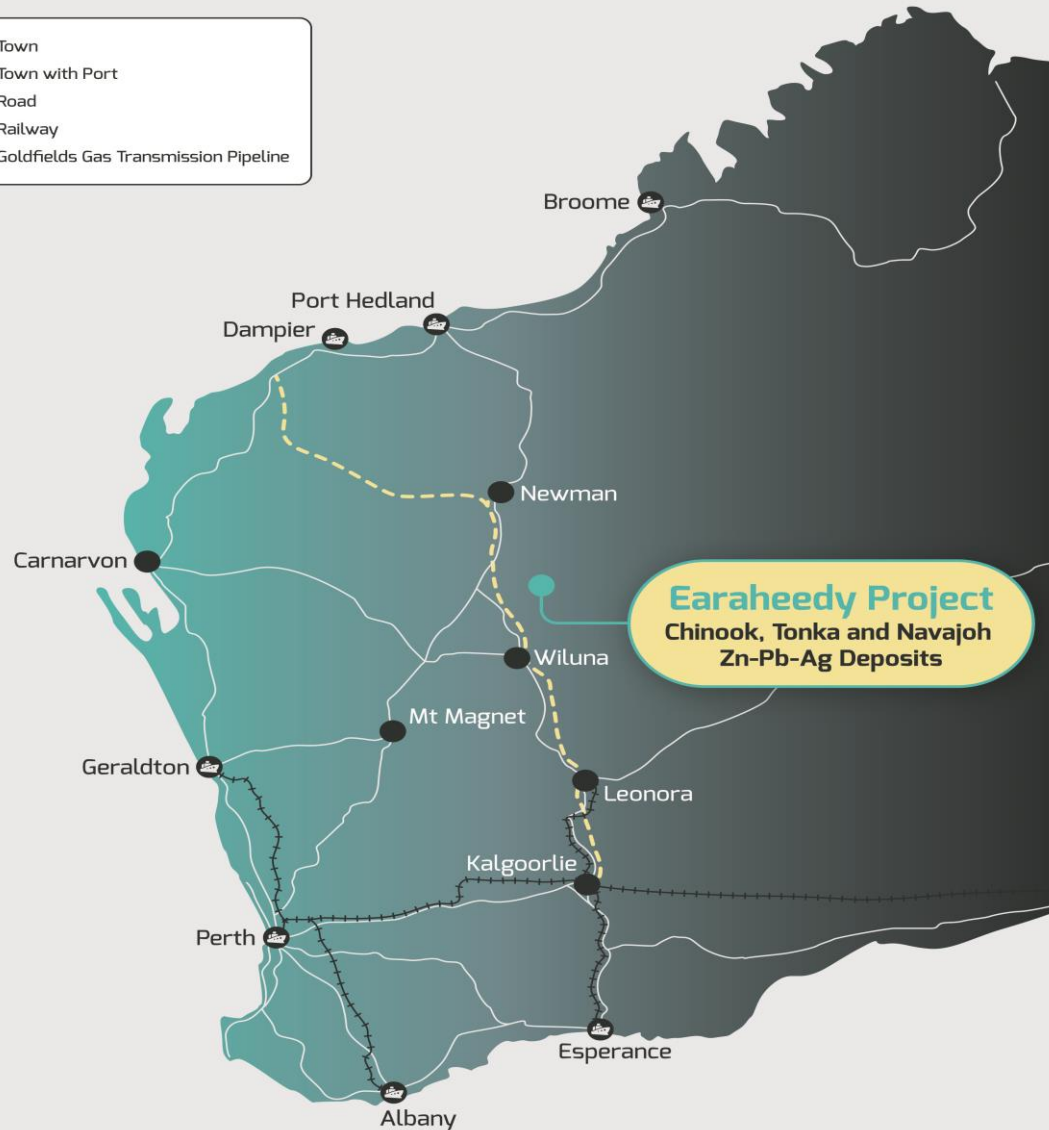 Town
Town with Port
Road
Railway
Goldfields Gas Transmission Pipeline
Broome
Port Hedland
Dampier
Newman
Carnarvon
Earaheedy Project
Chinook, Tonka and Navajoh
Zn-Pb-Ag Deposits
Wiluna
Mt Magnet
Geraldton
Leonora
Kalgoorlie
Perth
Esperance
Albany